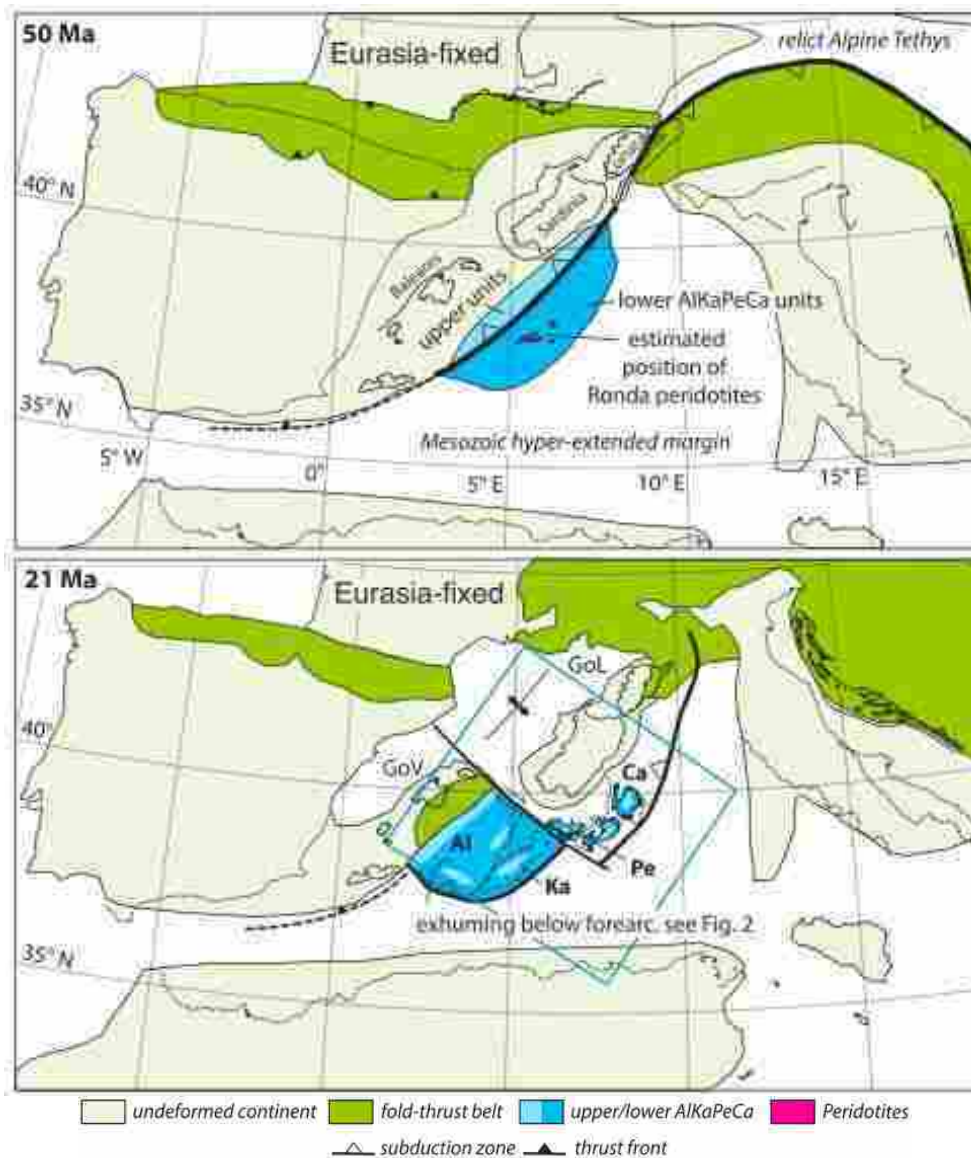 50 Ma
Eurasia-fixed
relict Alpine Tethys
40° N
Sardinia
Baleares
upper units
lower AlKaPeCa units
estimated
position of
Ronda peridotites
35° N
Mesozoic hyper-extended margin
5° W
0°
5° E
10° E
15° E
21 Ma
Eurasia-fixed
GoL
40°
GoV
Ca
0°
Al
Pe
Ka
exhuming below forearc. see Fig. 2
35° N
undeformed continent
fold-thrust belt
upper/lower AlKaPeCa
Peridotites
subduction zone
thrust front